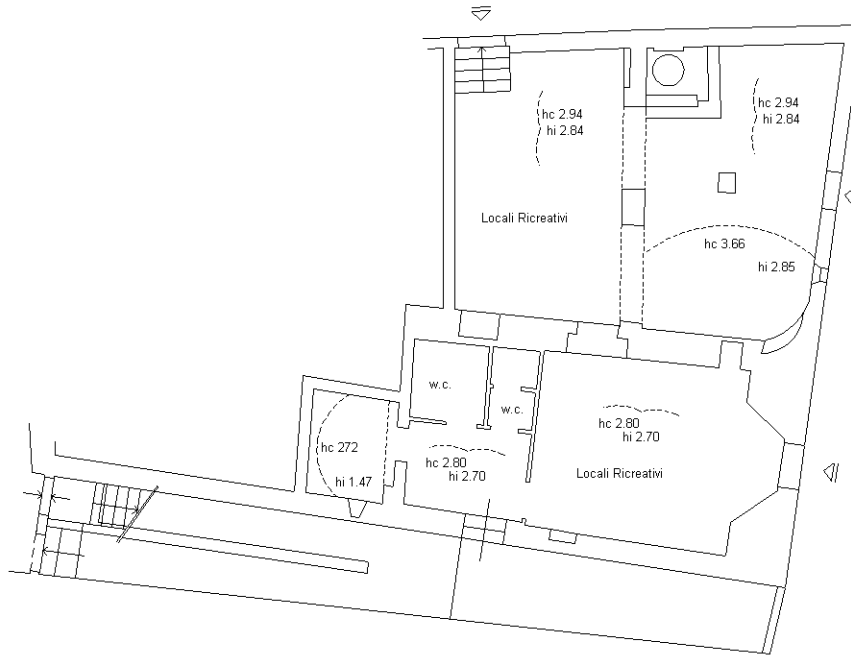 hc 2.94
hi 2.84
hc 2.94
hi 2.84
Locali Ricreativi
hc 3.66
hi 2.85
w.c.
w.c.
hc 2.80
hi 2.70
hc 272
hi 1.47
hc 2.80
hi 2.70
Locali Ricreativi